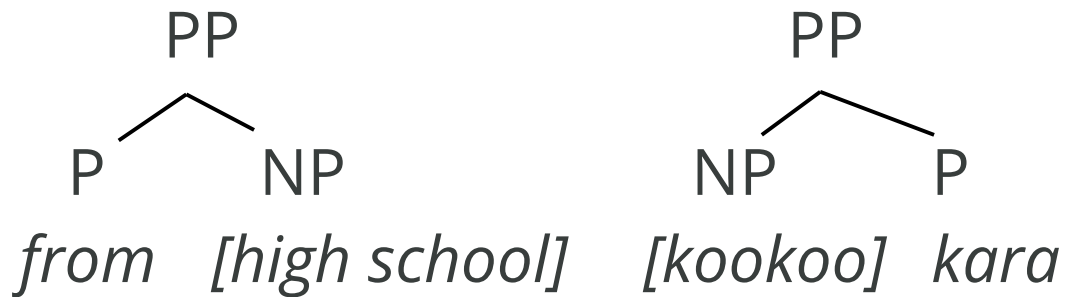 PP PP
P NP NP P
from [high school] [kookoo] kara